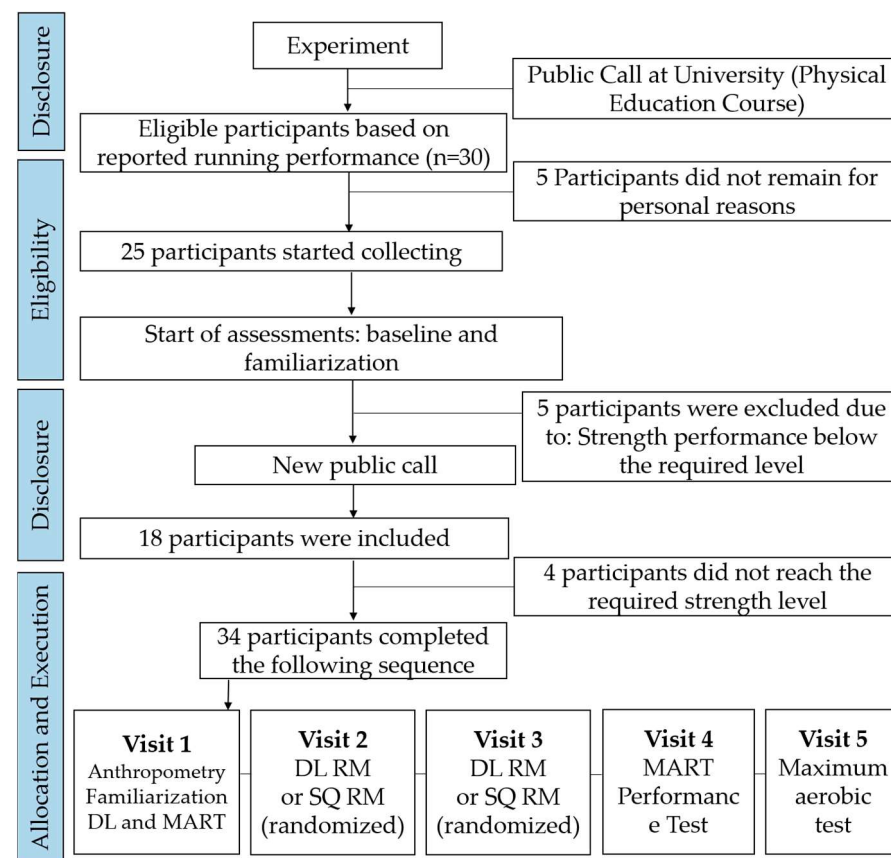 Disclosure
Experiment
Public Call at University (Physical
Education Course)
Eligible participants based on
reported running performance (n=30)
Eligibility
5 Participants did not remain for
personal reasons
25 participants started collecting
Start of assessments: baseline and
familiarization
Disclosure
5 participants were excluded due
to: Strength performance below
the required level
New public call
18 participants were included
Allocation and Execution
4 participants did not reach the
required strength level
34 participants completed
the following sequence
Visit 1
Anthropometry
Familiarization
DL and MART
Visit 2
DL RM
or SQ RM
(randomized)
Visit 3
DL RM
or SQ RM
(randomized)
Visit 4
MART
Performanc
e Test
Visit 5
Maximum
aerobic
test